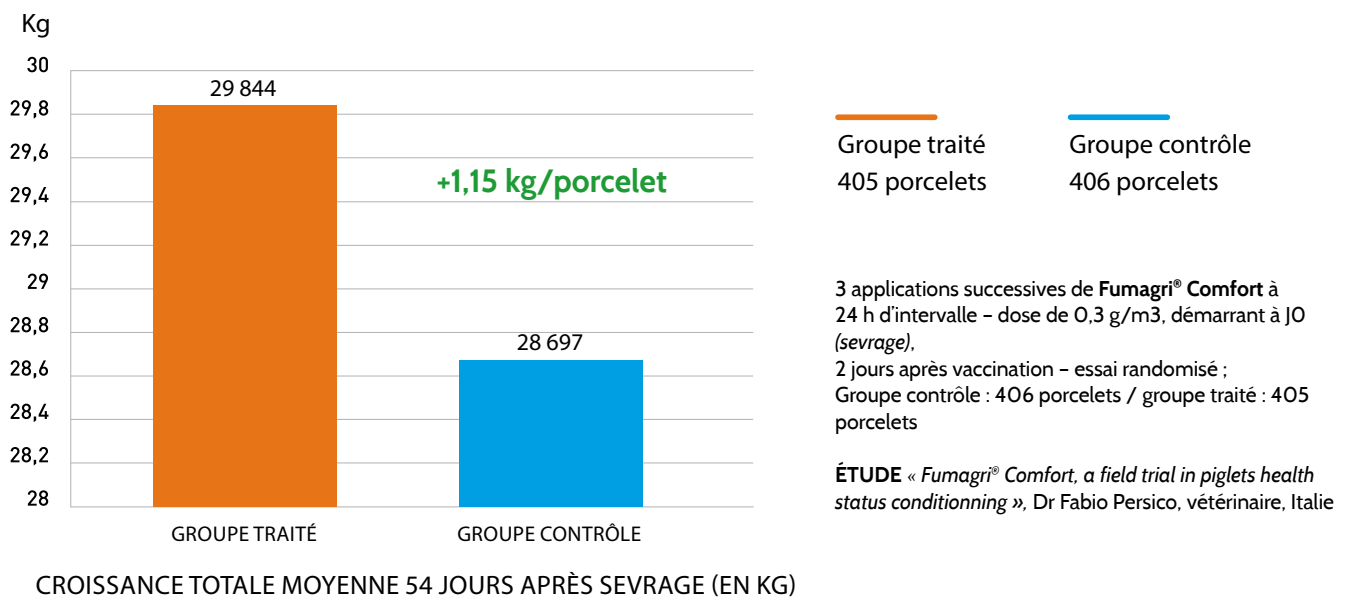 Kg
30
29,8
29,6
29,4
29,2
29
28,8
28,6
28,4
28,2
28
29 844
+1,15 kg/porcelet
28 697
GROUPE TRAITÉ
GROUPE CONTRÔLE
CROISSANCE TOTALE MOYENNE 54 JOURS APRÈS SEVRAGE (EN KG)
Groupe traité
405 porcelets
Groupe contrôle
406 porcelets
3 applications successives de Fumagri® Comfort à
24 h d'intervalle – dose de 0,3 g/m3, démarrant à J0
(sevrage),
2 jours après vaccination – essai randomisé ;
Groupe contrôle : 406 porcelets / groupe traité : 405
porcelets
ÉTUDE « Fumagri® Comfort, a field trial in piglets health
status conditionning », Dr Fabio Persico, vétérinaire, Italie